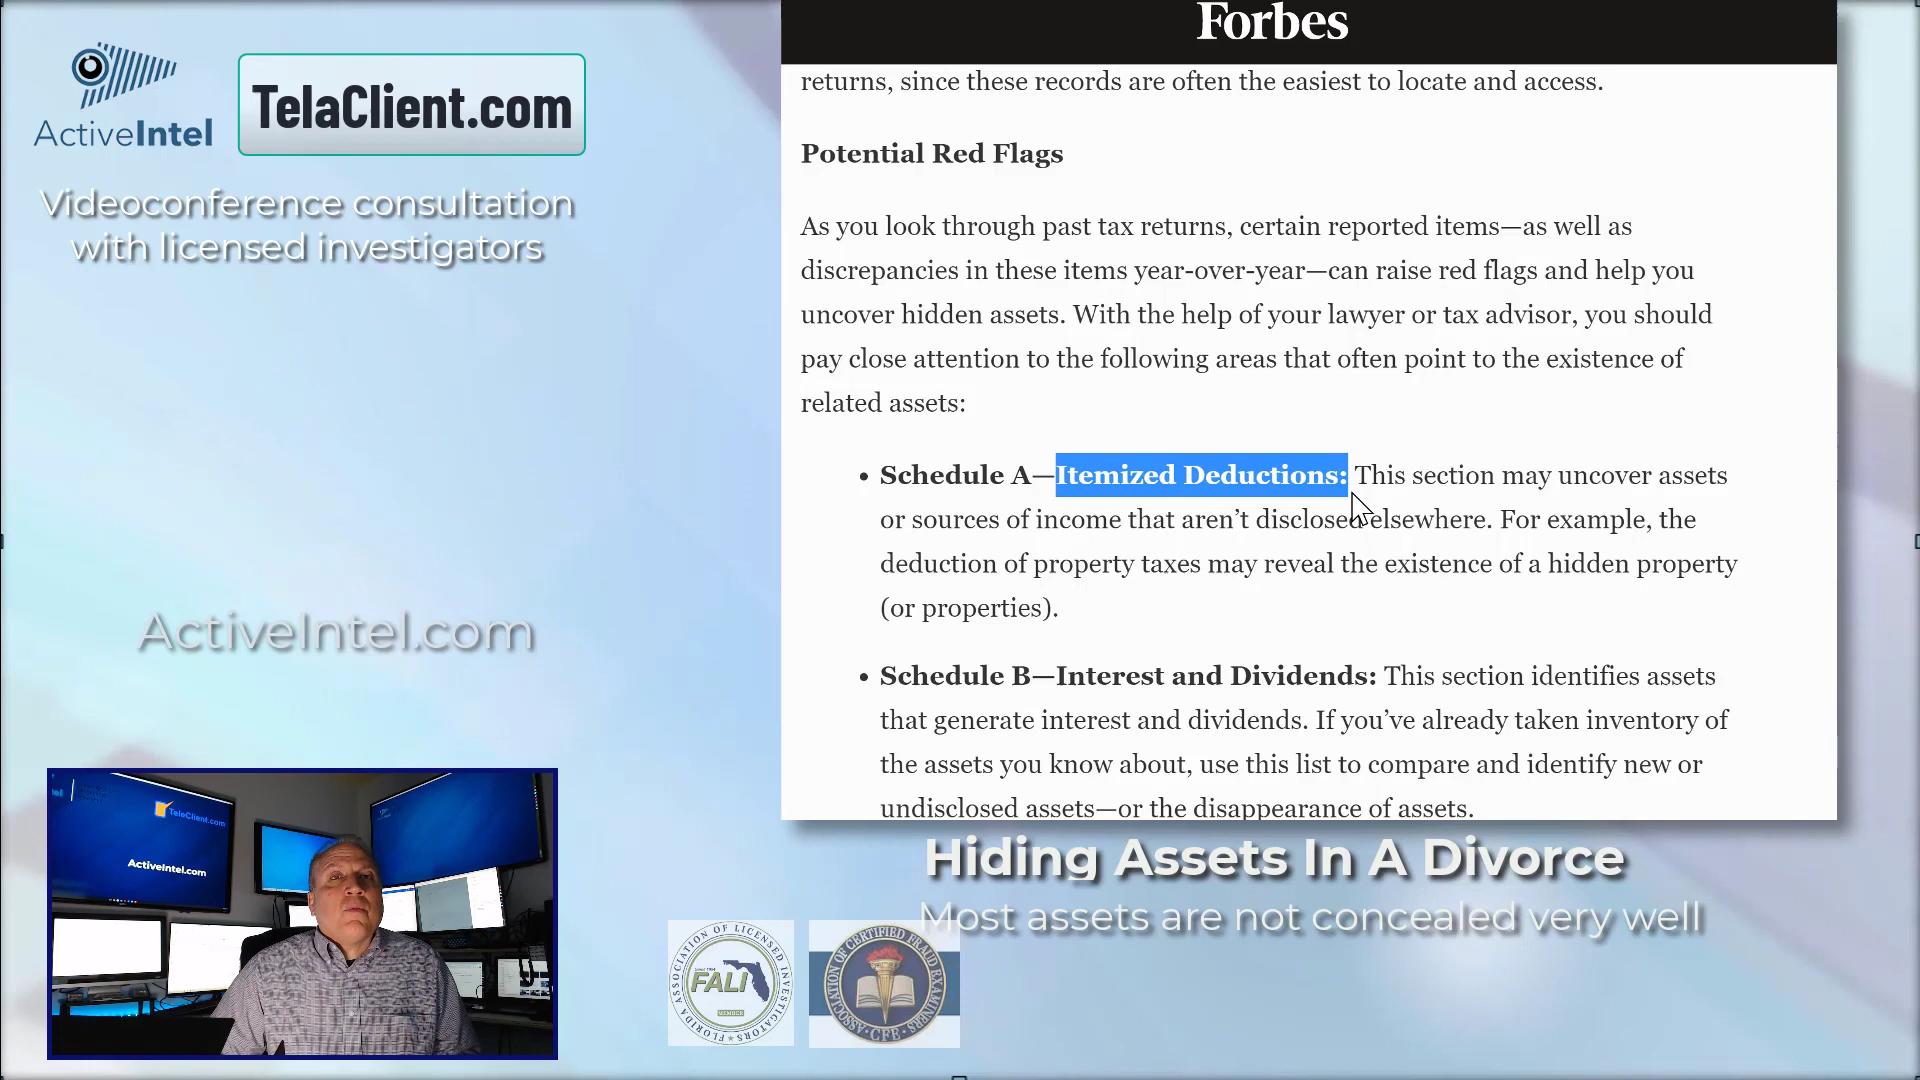 ActiveIntel
TelaClient.com
Videoconference consultation
with licensed investigators
ActiveIntel.com
Forbes
returns, since these records are often the easiest to locate and access.
Potential Red Flags
As you look through past tax returns, certain reported items—as well as
discrepancies in these items year-over-year—can raise red flags and help you
uncover hidden assets. With the help of your lawyer or tax advisor, you should
pay close attention to the following areas that often point to the existence of
related assets:
• Schedule A—Itemized Deductions: This section may uncover assets
or sources of income that aren’t disclosed elsewhere. For example, the
deduction of property taxes may reveal the existence of a hidden property
(or properties).
• Schedule B—Interest and Dividends: This section identifies assets
that generate interest and dividends. If you’ve already taken inventory of
the assets you know about, use this list to compare and identify new or
undisclosed assets—or the disappearance of assets.
Hiding Assets In A Divorce
Most assets are not concealed very well
TeleClient.com
ActiveIntel.com
FLORIDA ASSOCIATION OF LICENSED INVESTIGATORS
FALI
MEMBER
ASSOCIATION OF CERTIFIED FRAUD EXAMINERS
CFE